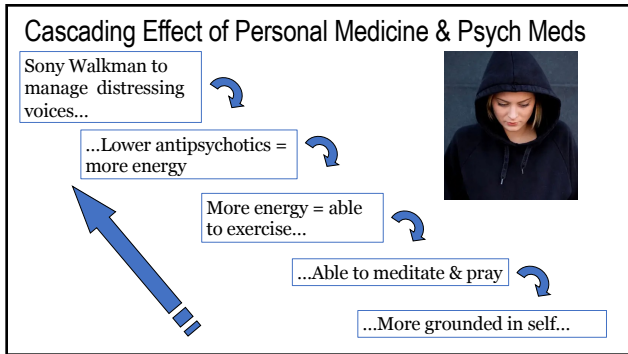 Cascading Effect of Personal Medicine & Psych Meds
Sony Walkman to
manage distressing
voices...
...Lower antipsychotics =
more energy
More energy = able
to exercise...
...Able to meditate & pray
...More grounded in self...